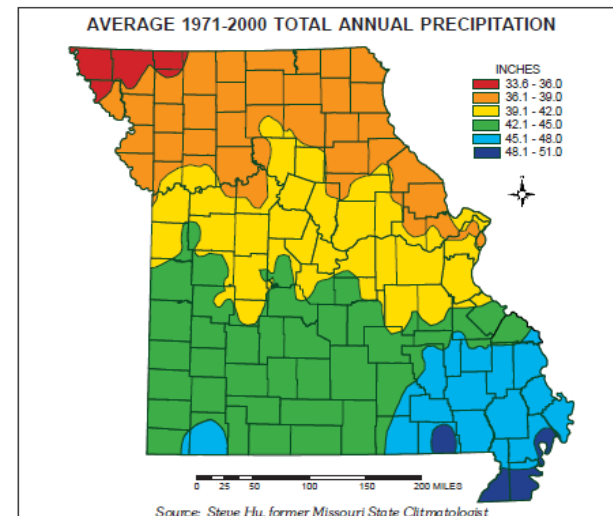 AVERAGE 1971-2000 TOTAL ANNUAL PRECIPITATION
INCHES
33.6 - 36.0
36.1 - 39.0
39.1 - 42.0
42.1 - 45.0
45.1 - 48.0
48.1 - 51.0
0 25 50 100 150 200 MILES
Source: Steve Hu, former Missouri State Climatologist